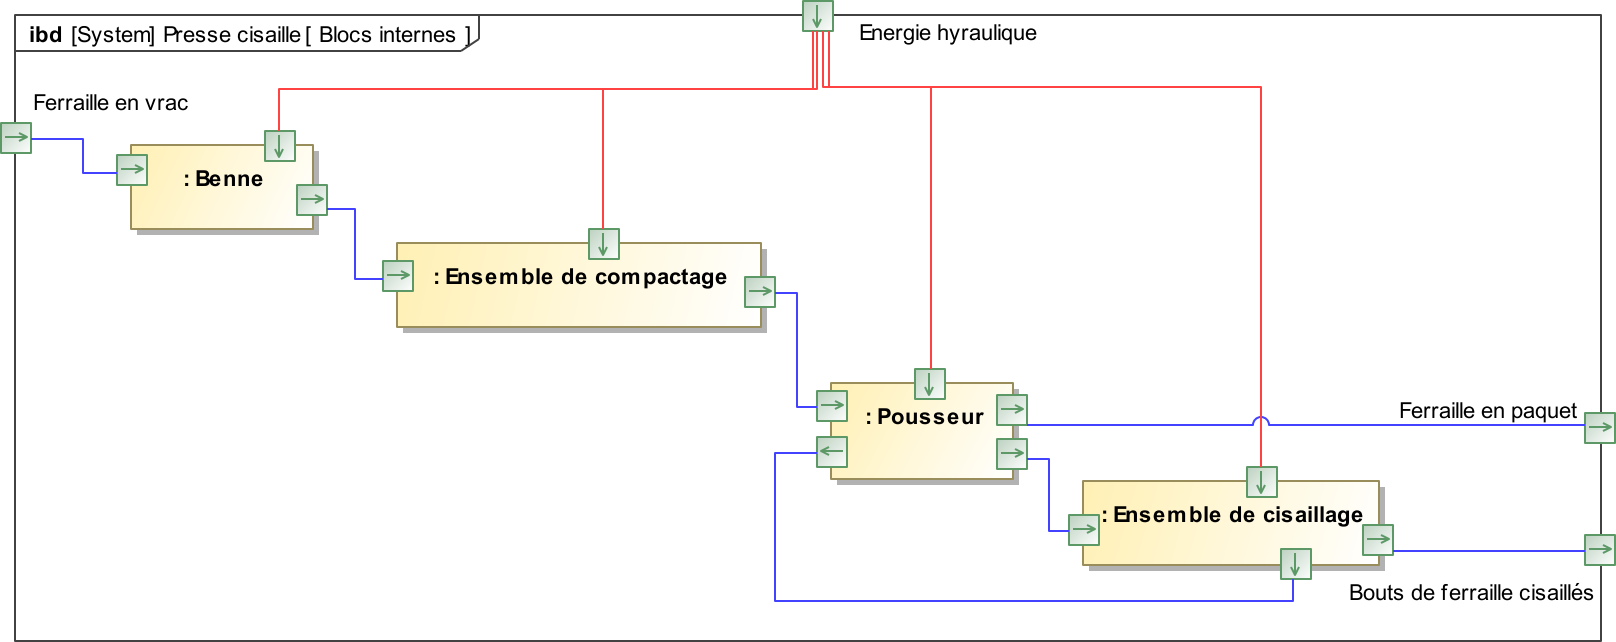 ibd [System] Presse cisaille [ Blocs internes ]
Energie hyraulique
Ferraille en vrac
: Benne
: Ensemble de compactage
Ferraille en paquet
: Pousseur
: Ensemble de cisaillage
Bouts de ferraille cisaillés